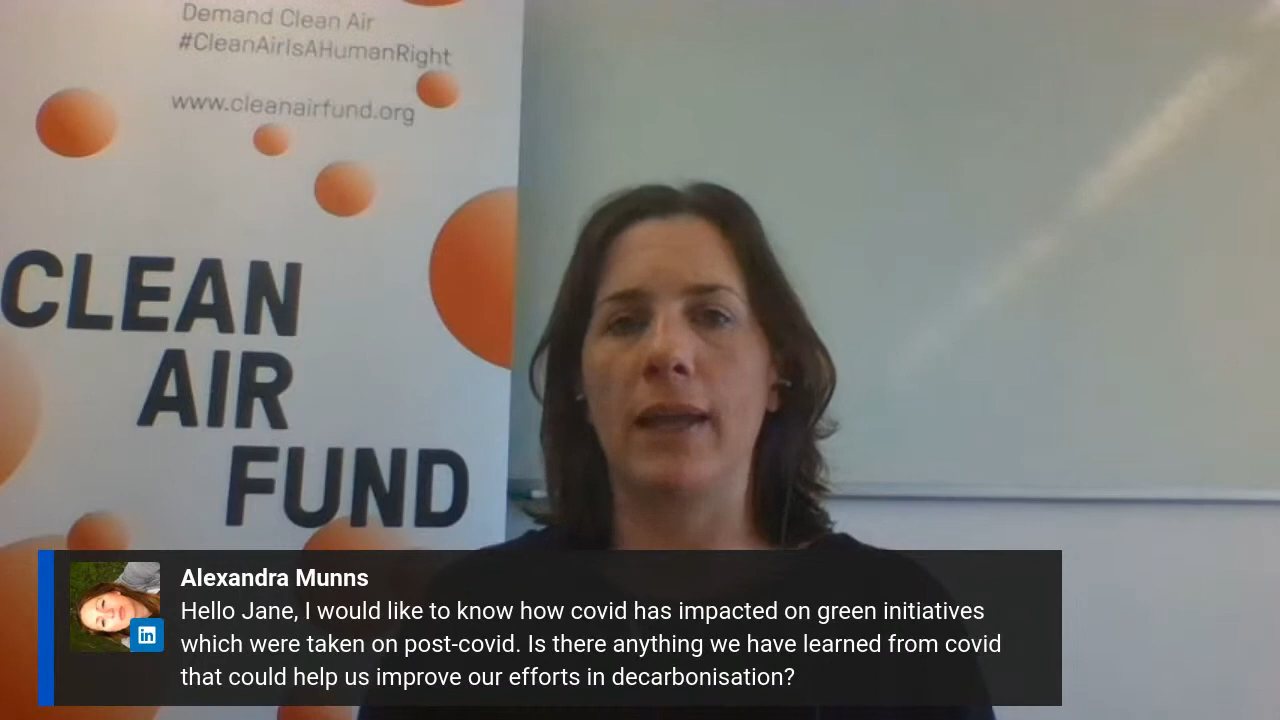 Demand Clean Air
#CleanAirIsAHumanRight
www.cleanairfund.org
CLEAN
AIR
FUND
Alexandra Munns
in
Hello Jane, I would like to know how covid has impacted on green initiatives
which were taken on post-covid. Is there anything we have learned from covid
that could help us improve our efforts in decarbonisation?